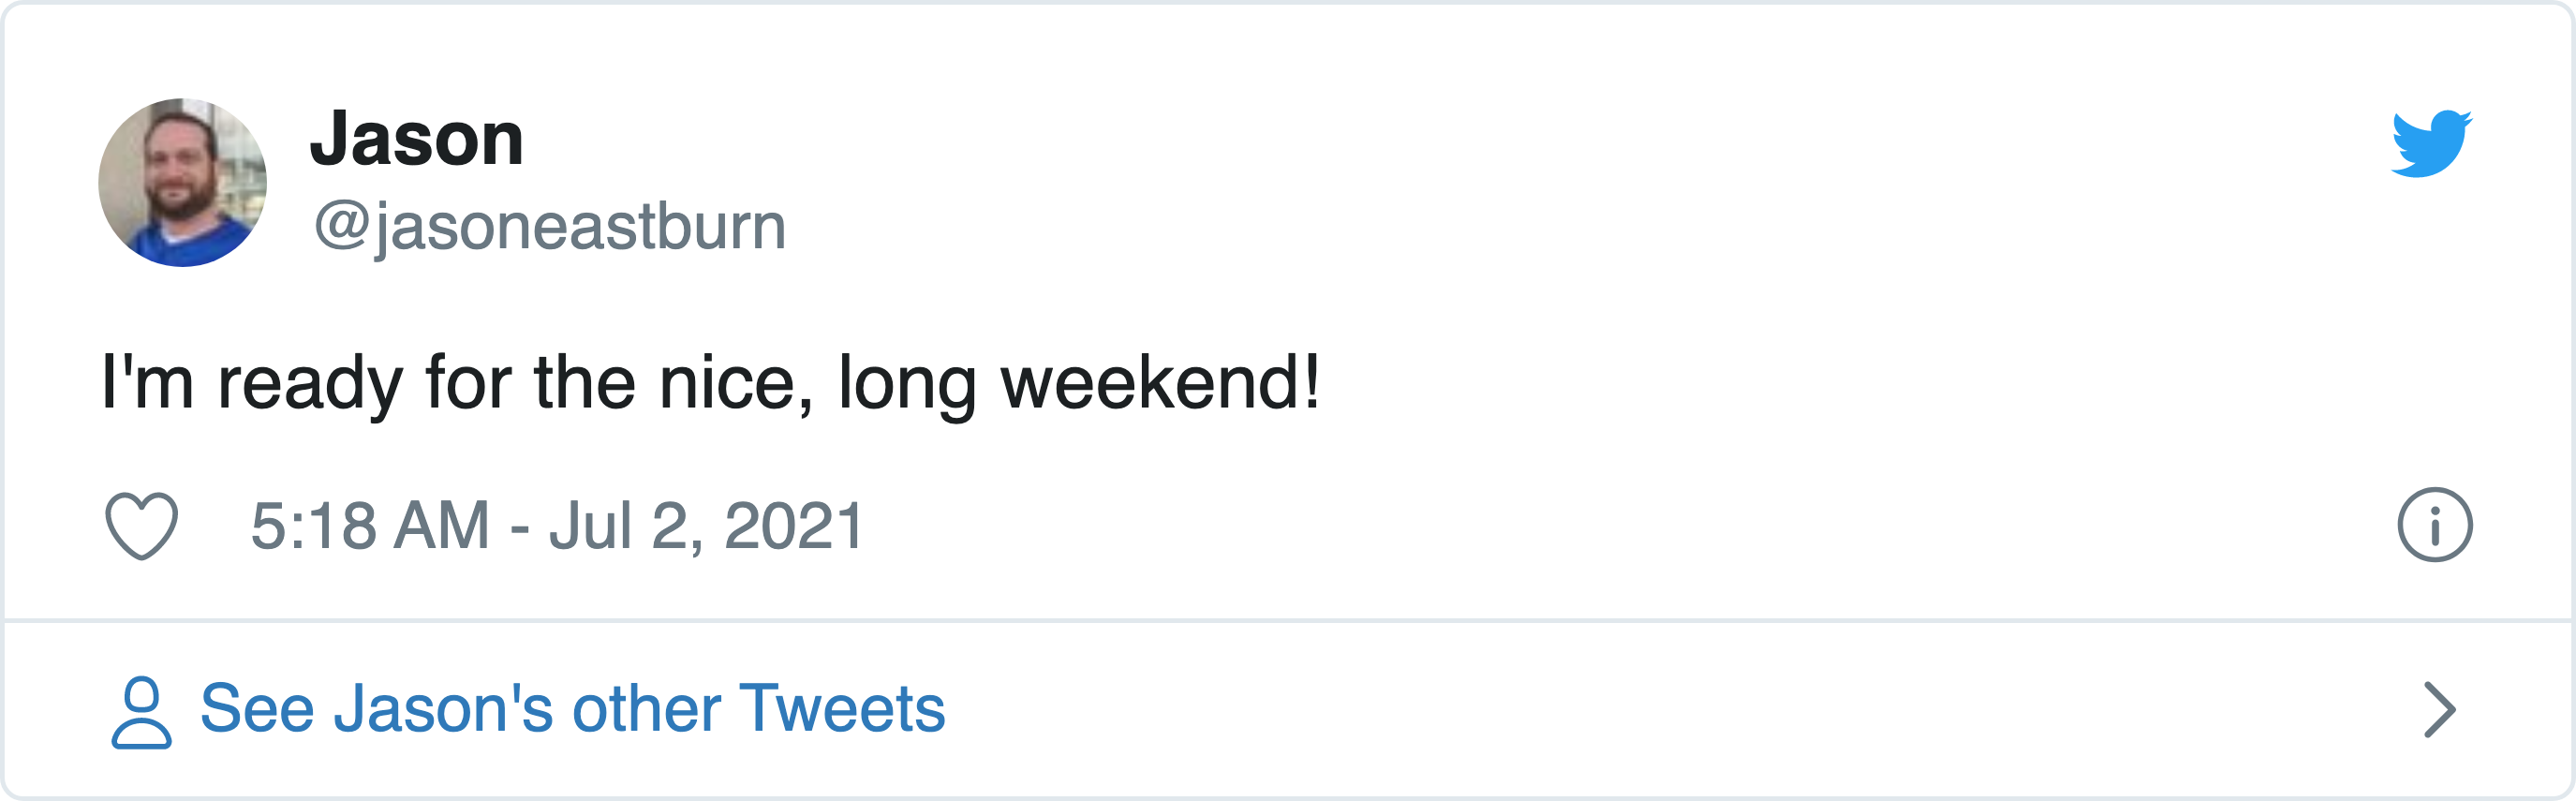 Jason
@jasoneastburn
I'm ready for the nice, long weekend!
5:18 AM - Jul 2, 2021
See Jason's other Tweets